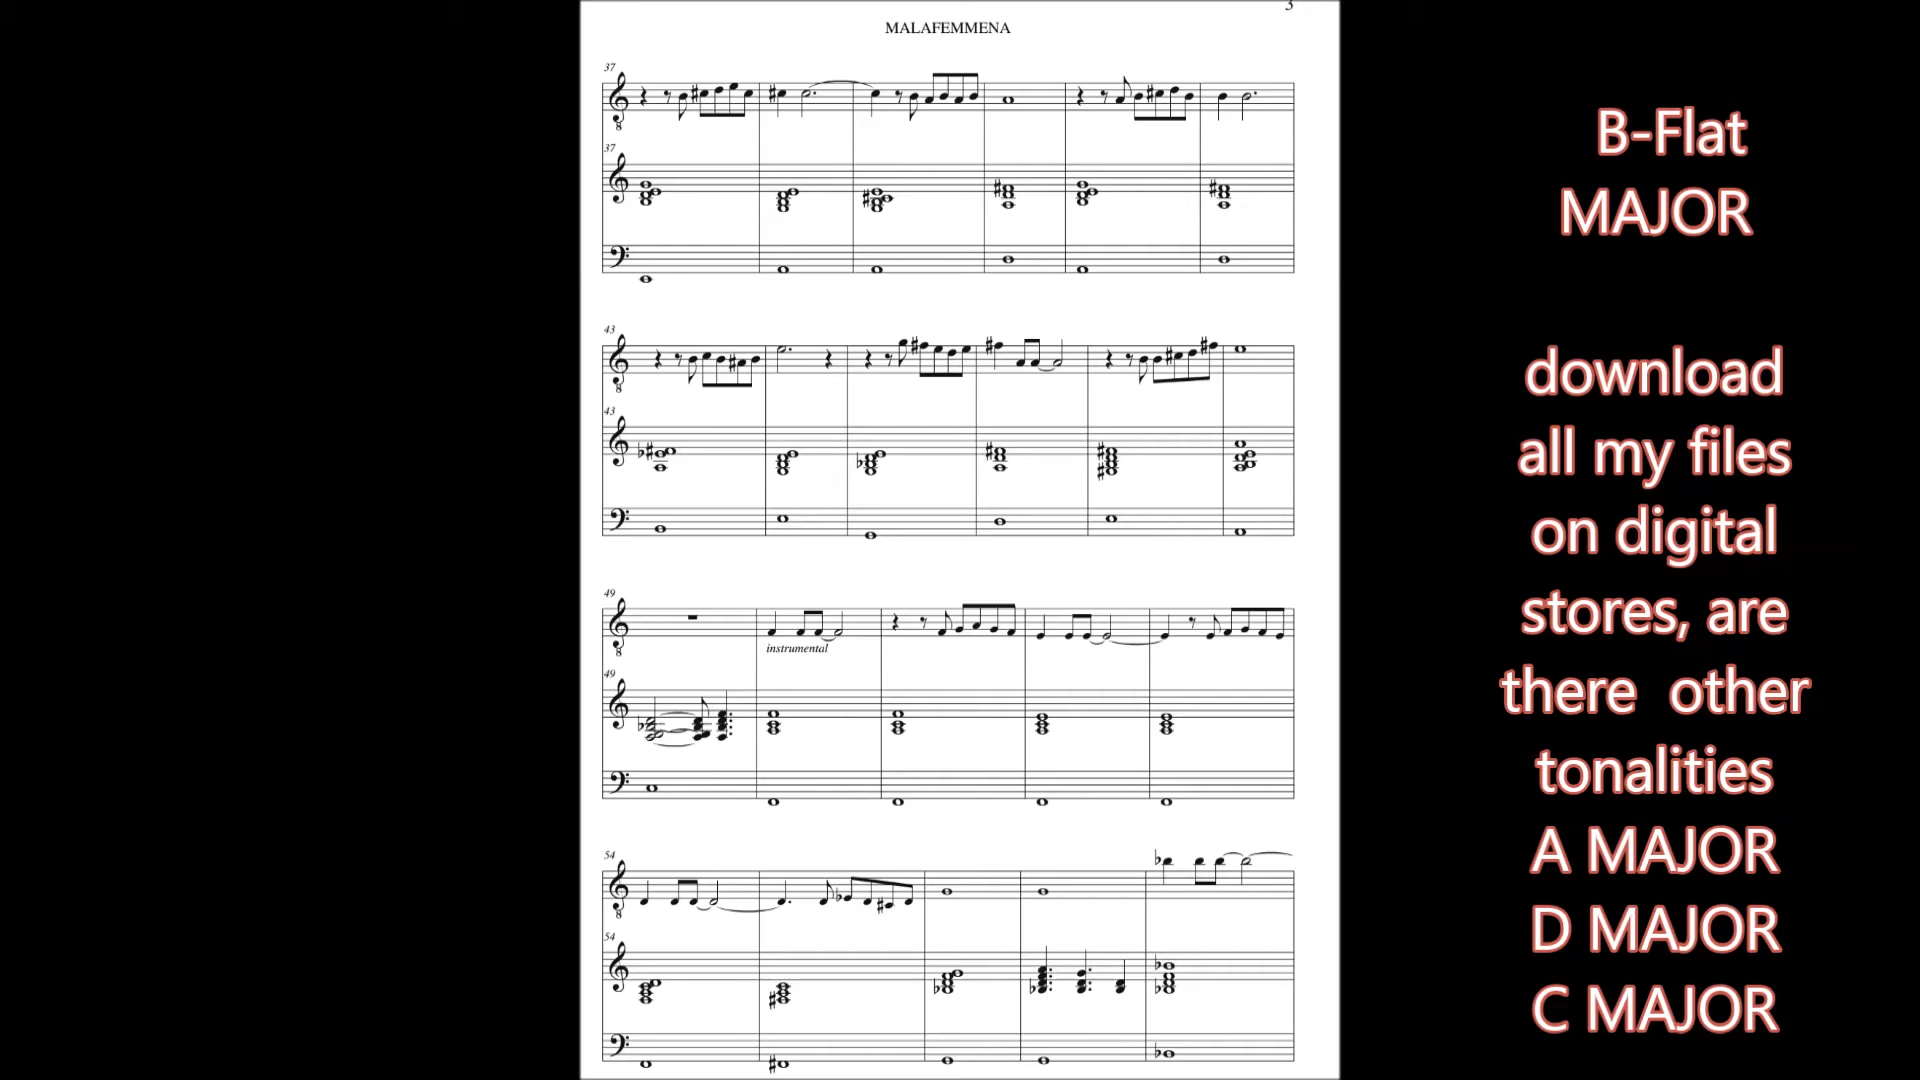 3
MALAFEMMENA
37
37
43
43
49
instrumental
49
54
54
B-Flat
MAJOR
download
all my files
on digital
stores, are
there other
tonalities
A MAJOR
D MAJOR
C MAJOR